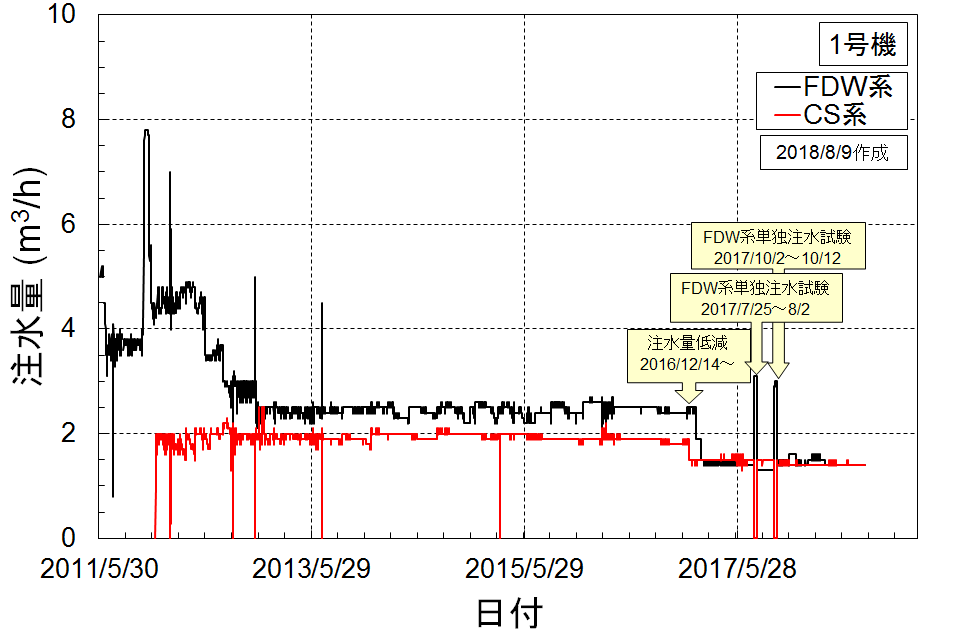 10
8
6
4
2
0
注水量 (m³/h)
1号機
FDW系
CS系
2018/8/9作成
FDW系単独注水試験
2017/10/2～10/12
FDW系単独注水試験
2017/7/25～8/2
注水量低減
2016/12/14～
2011/5/30
2013/5/29
2015/5/29
2017/5/28
日付